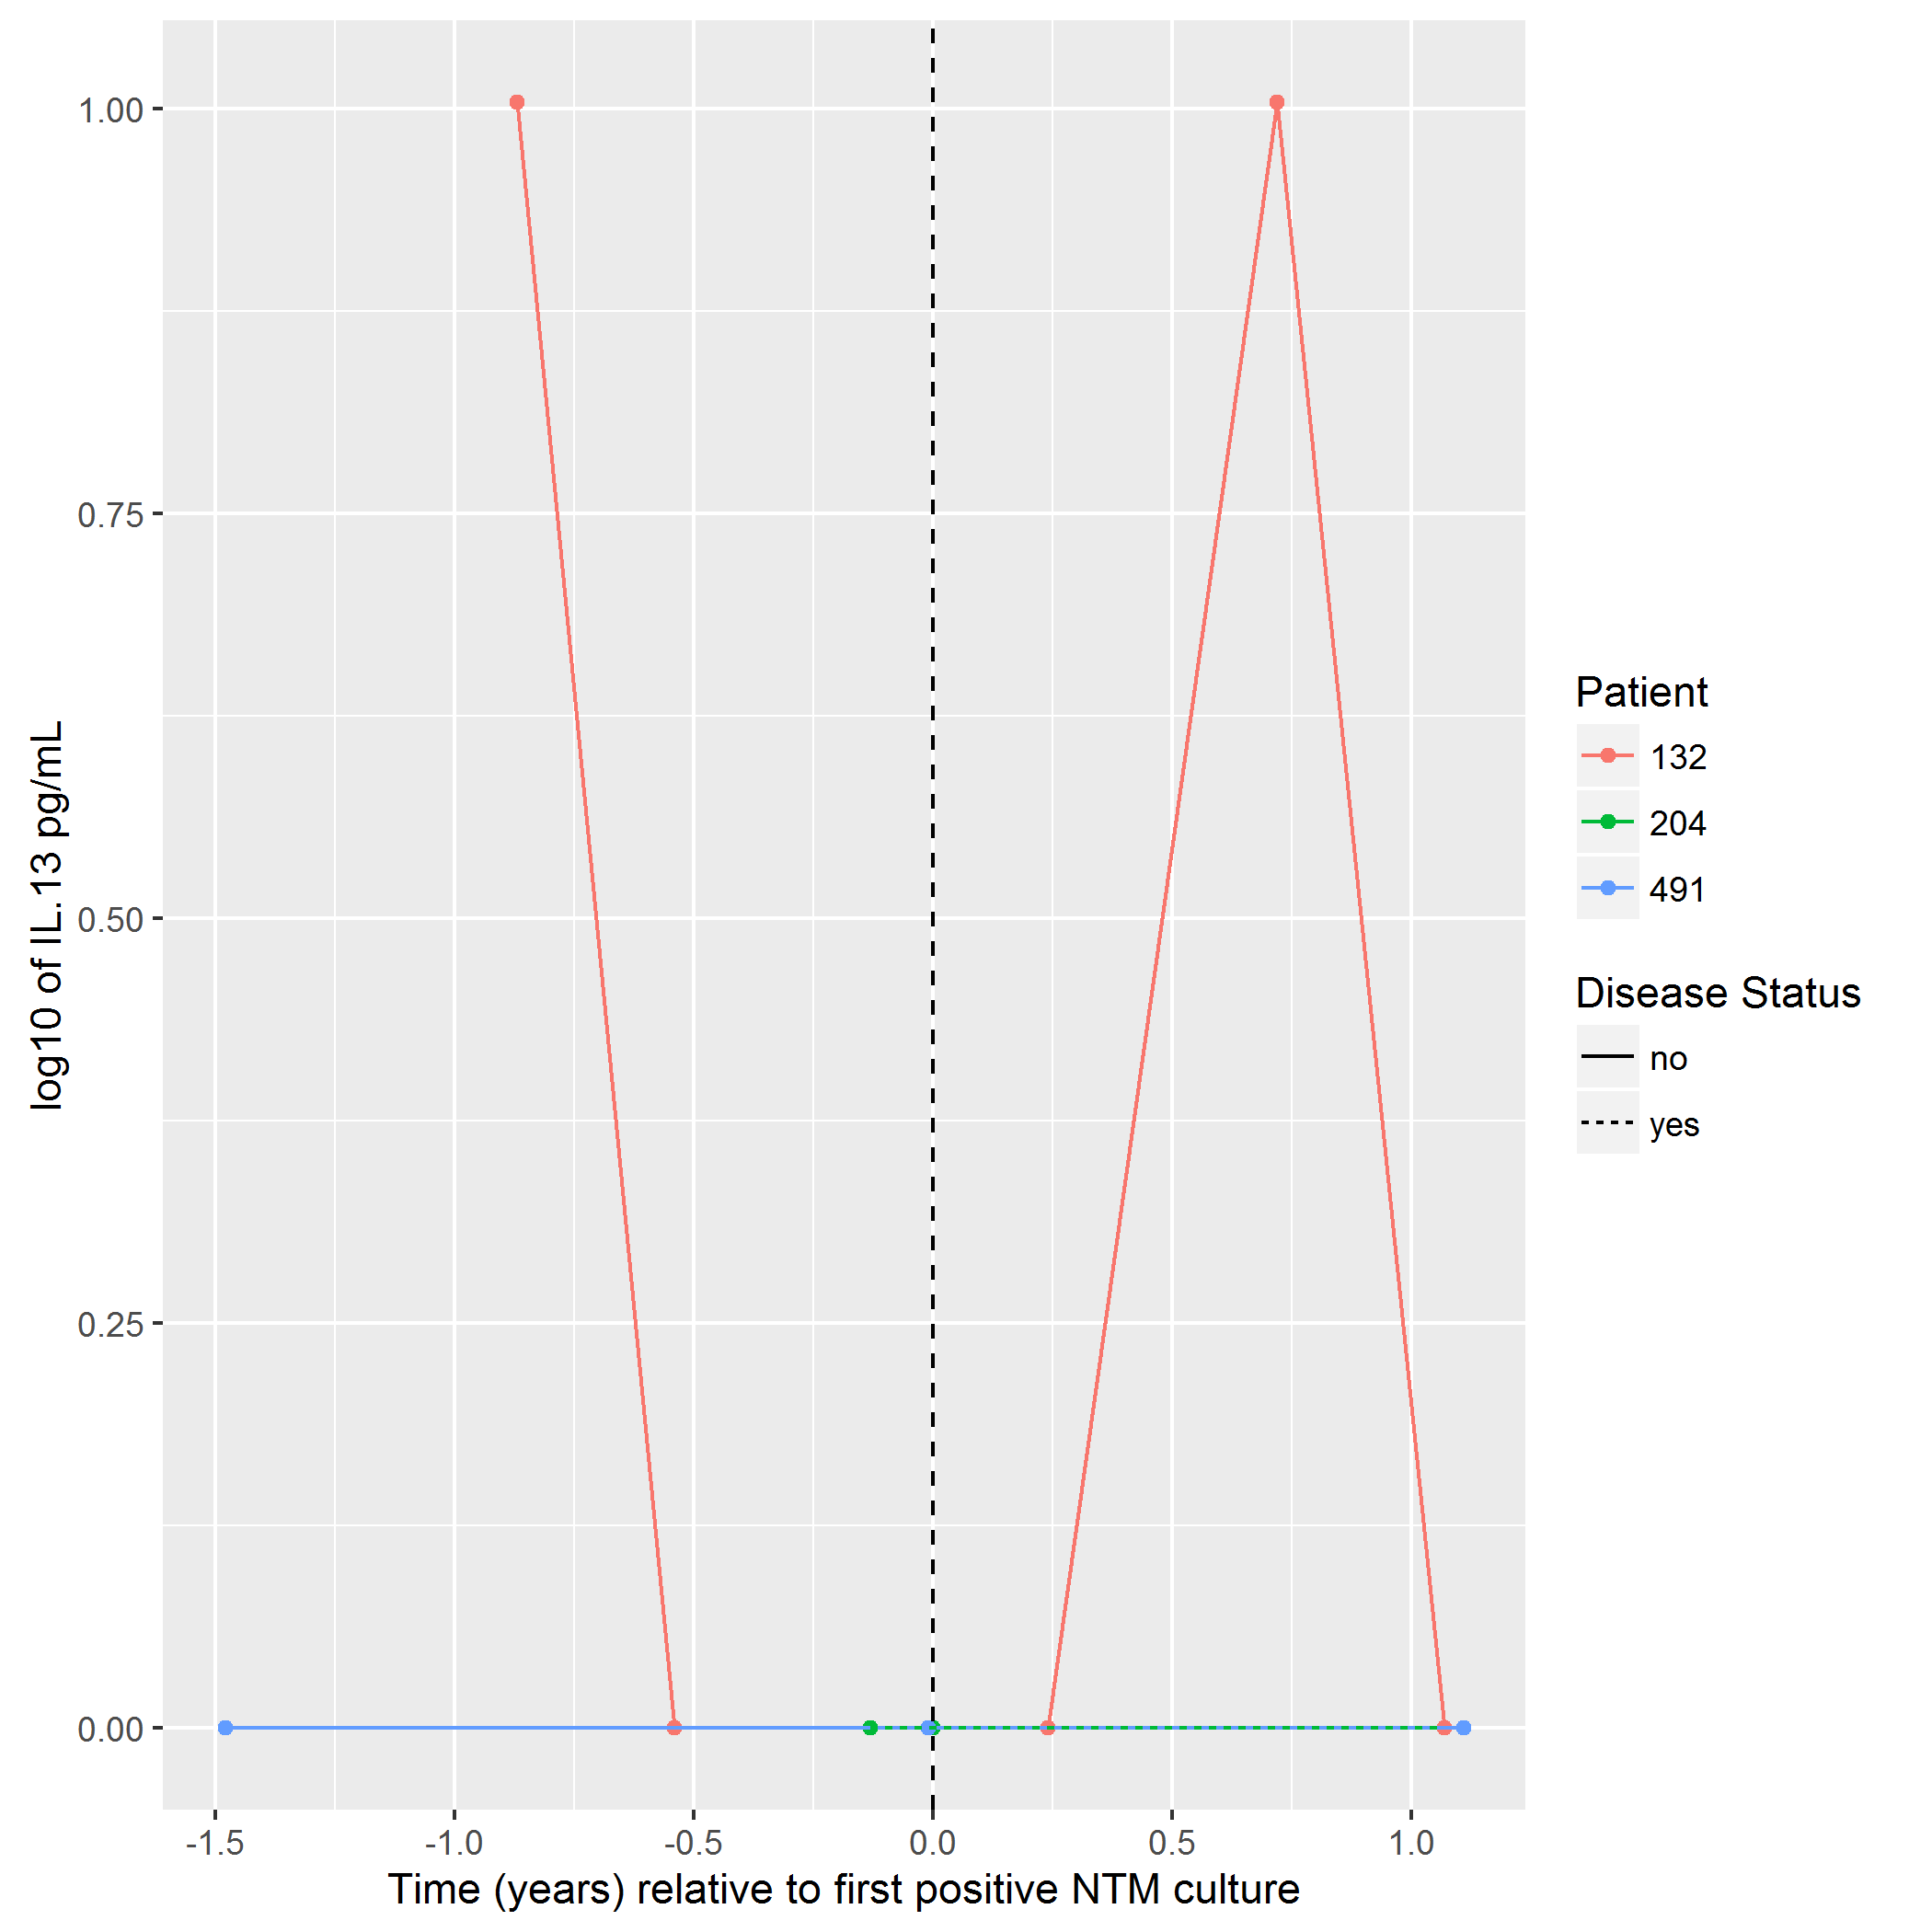 1.00
0.75
0.50
0.25
0.00
log10 of IL.13 pg/mL
-1.5 -1.0 -0.5 0.0 0.5 1.0
Time (years) relative to first positive NTM culture
Patient
132
204
491
Disease Status
no
yes